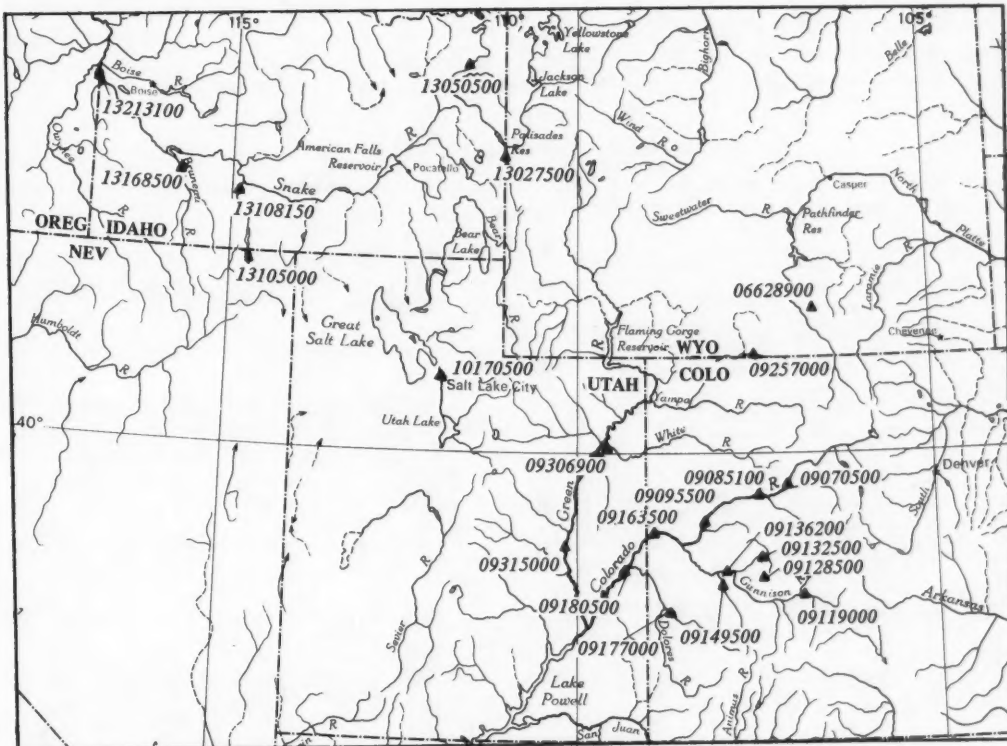 115°
110°
105°
Yellowstone
Lake
Bighorn
Belle
Boise
R
Boise
13050500
Jackson
Lake
13213100
Owyhee
Wind
R
American Falls
Reservoir
R
Palisades
Res
Pocatello
13027500
Casper
North
13168500
Bruneau
Snake
13108150
Sweetwater
R
Pathfinder
Res
Platte
OREG
IDAHO
R
Bear
Lake
Bear
R
NEV
13105000
Laramie
06628900
Humboldt
R
Great
Salt Lake
R
Flaming Gorge
Reservoir
WYO
Cheyenne
10170500
Salt Lake City
UTAH
COLO
09257000
Yampa
R
Utah Lake
40°
White
R
Denver
09306900
09085100
R
09070500
09095500
South
Green
09163500
09136200
09132500
09315000
Colorado
09128500
Gunnison
R
Arkansas
09180500
09119000
Sevier
R
09177000
Dolores
09149500
Lake
Powell
Animas
R
R
San Juan